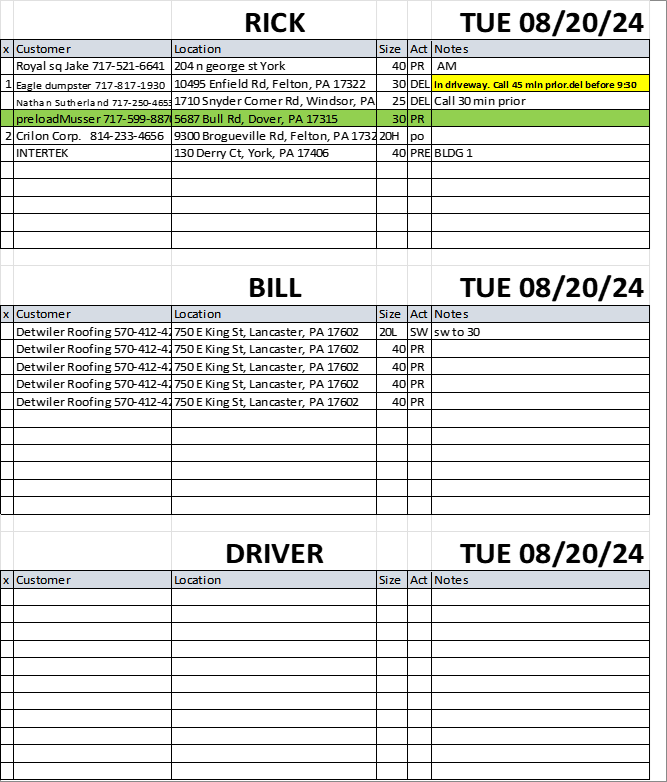 RICK TUE 08/20/24
x Customer Location Size Act Notes
Royal sq Jake 717-521-6641 204 n george st York 40 PR AM
1 Eagle dumpster 717-817-1930 10495 Enfield Rd, Felton, PA 17322 30 DEL In driveway. Call 45 min prior.del before 9:30
Nathan Sutherland 717-250-4653 1710 Snyder Corner Rd, Windsor, PA 25 DEL Call 30 min prior
preloadMusser 717-599-887 5687 Bull Rd, Dover, PA 17315 30 PR
2 Crilon Corp. 814-233-4656 9300 Brogueville Rd, Felton, PA 1732 20H po
INTERTEK 130 Derry Ct, York, PA 17406 40 PRE BLDG 1
BILL TUE 08/20/24
x Customer Location Size Act Notes
Detwiler Roofing 570-412-42 750 E King St, Lancaster, PA 17602 20L SW sw to 30
Detwiler Roofing 570-412-42 750 E King St, Lancaster, PA 17602 40 PR
Detwiler Roofing 570-412-42 750 E King St, Lancaster, PA 17602 40 PR
Detwiler Roofing 570-412-42 750 E King St, Lancaster, PA 17602 40 PR
Detwiler Roofing 570-412-42 750 E King St, Lancaster, PA 17602 40 PR
DRIVER TUE 08/20/24
x Customer Location Size Act Notes